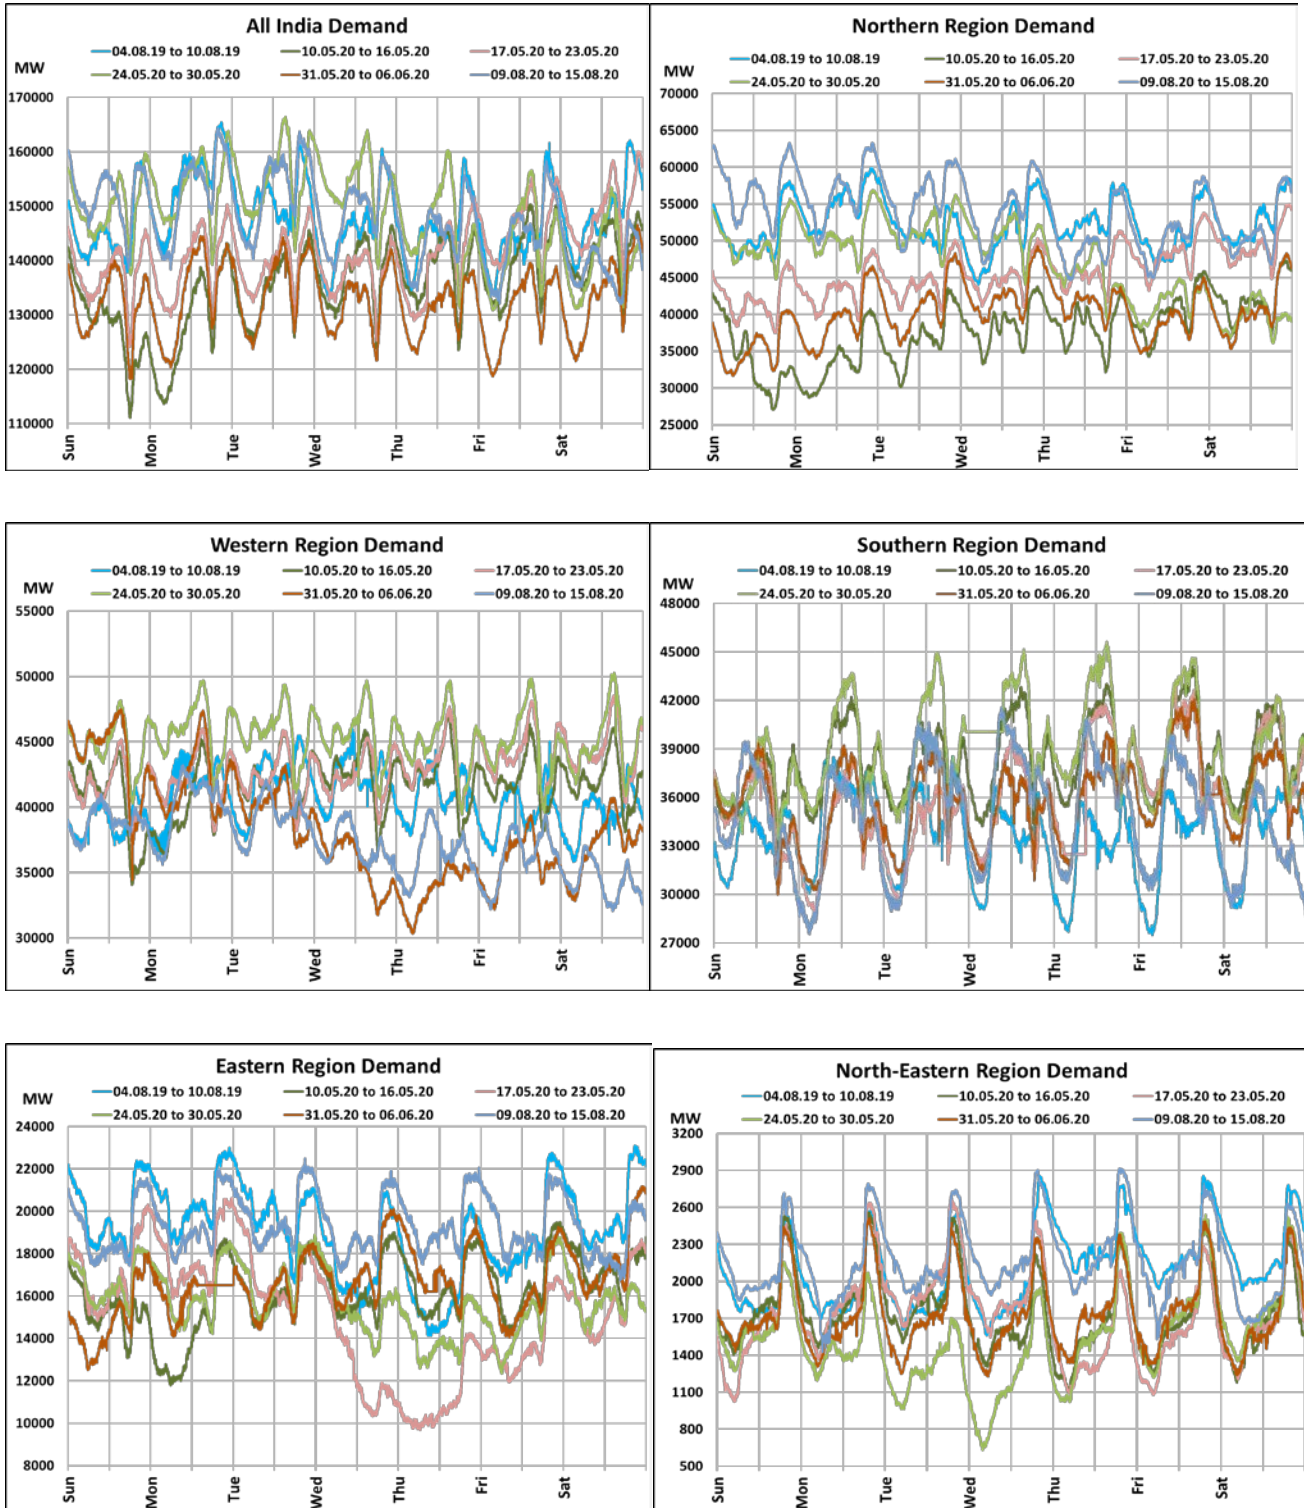 All India Demand
04.08.19 to 10.08.19 10.05.20 to 16.05.20 17.05.20 to 23.05.20
MW
24.05.20 to 30.05.20 31.05.20 to 06.06.20 09.08.20 to 15.08.20
170000
160000
150000
140000
130000
120000
110000
Sun Mon Tue Wed Thu Fri Sat
Northern Region Demand
04.08.19 to 10.08.19 10.05.20 to 16.05.20 17.05.20 to 23.05.20
MW
24.05.20 to 30.05.20 31.05.20 to 06.06.20 09.08.20 to 15.08.20
70000
65000
60000
55000
50000
45000
40000
35000
30000
25000
Sun Mon Tue Wed Thu Fri Sat
Western Region Demand
04.08.19 to 10.08.19 10.05.20 to 16.05.20 17.05.20 to 23.05.20
MW
24.05.20 to 30.05.20 31.05.20 to 06.06.20 09.08.20 to 15.08.20
55000
50000
45000
40000
35000
30000
Sun Mon Tue Wed Thu Fri Sat
Southern Region Demand
04.08.19 to 10.08.19 10.05.20 to 16.05.20 17.05.20 to 23.05.20
MW
24.05.20 to 30.05.20 31.05.20 to 06.06.20 09.08.20 to 15.08.20
48000
45000
42000
39000
36000
33000
30000
27000
Sun Mon Tue Wed Thu Fri Sat
Eastern Region Demand
04.08.19 to 10.08.19 10.05.20 to 16.05.20 17.05.20 to 23.05.20
MW
24.05.20 to 30.05.20 31.05.20 to 06.06.20 09.08.20 to 15.08.20
24000
22000
20000
18000
16000
14000
12000
10000
8000
Sun Mon Tue Wed Thu Fri Sat
North-Eastern Region Demand
04.08.19 to 10.08.19 10.05.20 to 16.05.20 17.05.20 to 23.05.20
MW
24.05.20 to 30.05.20 31.05.20 to 06.06.20 09.08.20 to 15.08.20
3200
2900
2600
2300
2000
1700
1400
1100
800
500
Sun Mon Tue Wed Thu Fri Sat